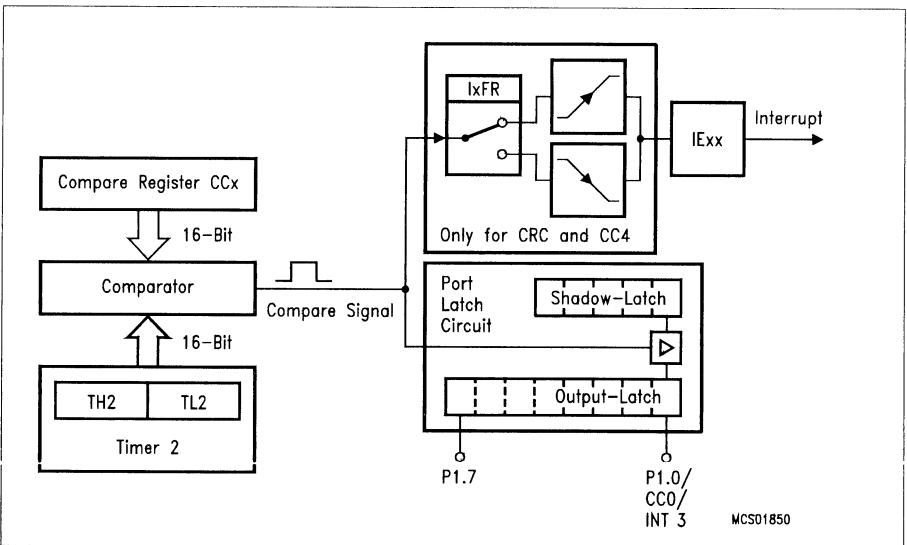 IxFR
IExx
Interrupt
Only for CRC and CC4
Compare Register CCx
16-Bit
Comparator
Compare Signal
16-Bit
TH2
TL2
Timer 2
Port
Latch
Circuit
Shadow-Latch
Output-Latch
P1.7
P1.0/
CC0/
INT 3
MCS01850